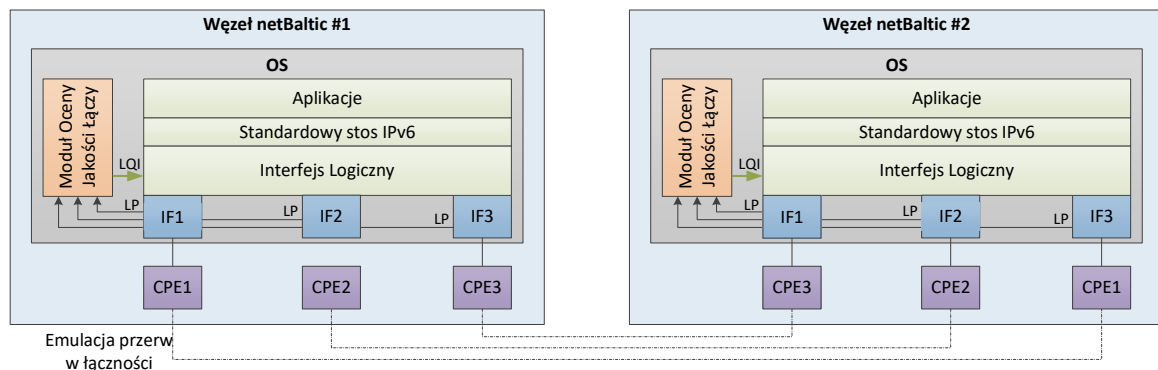 Węzeł netBaltic #1
OS
Moduł Oceny
Jakości Łączy
Aplikacje
Standardowy stos IPv6
LQI
Interfejs Logiczny
LP
IF1
LP
IF2
LP
IF3
CPE1
CPE2
CPE3
Emulacja przerw
w łączności
Węzeł netBaltic #2
OS
Moduł Oceny
Jakości Łączy
Aplikacje
Standardowy stos IPv6
LQI
Interfejs Logiczny
LP
IF1
LP
IF2
LP
IF3
CPE3
CPE2
CPE1